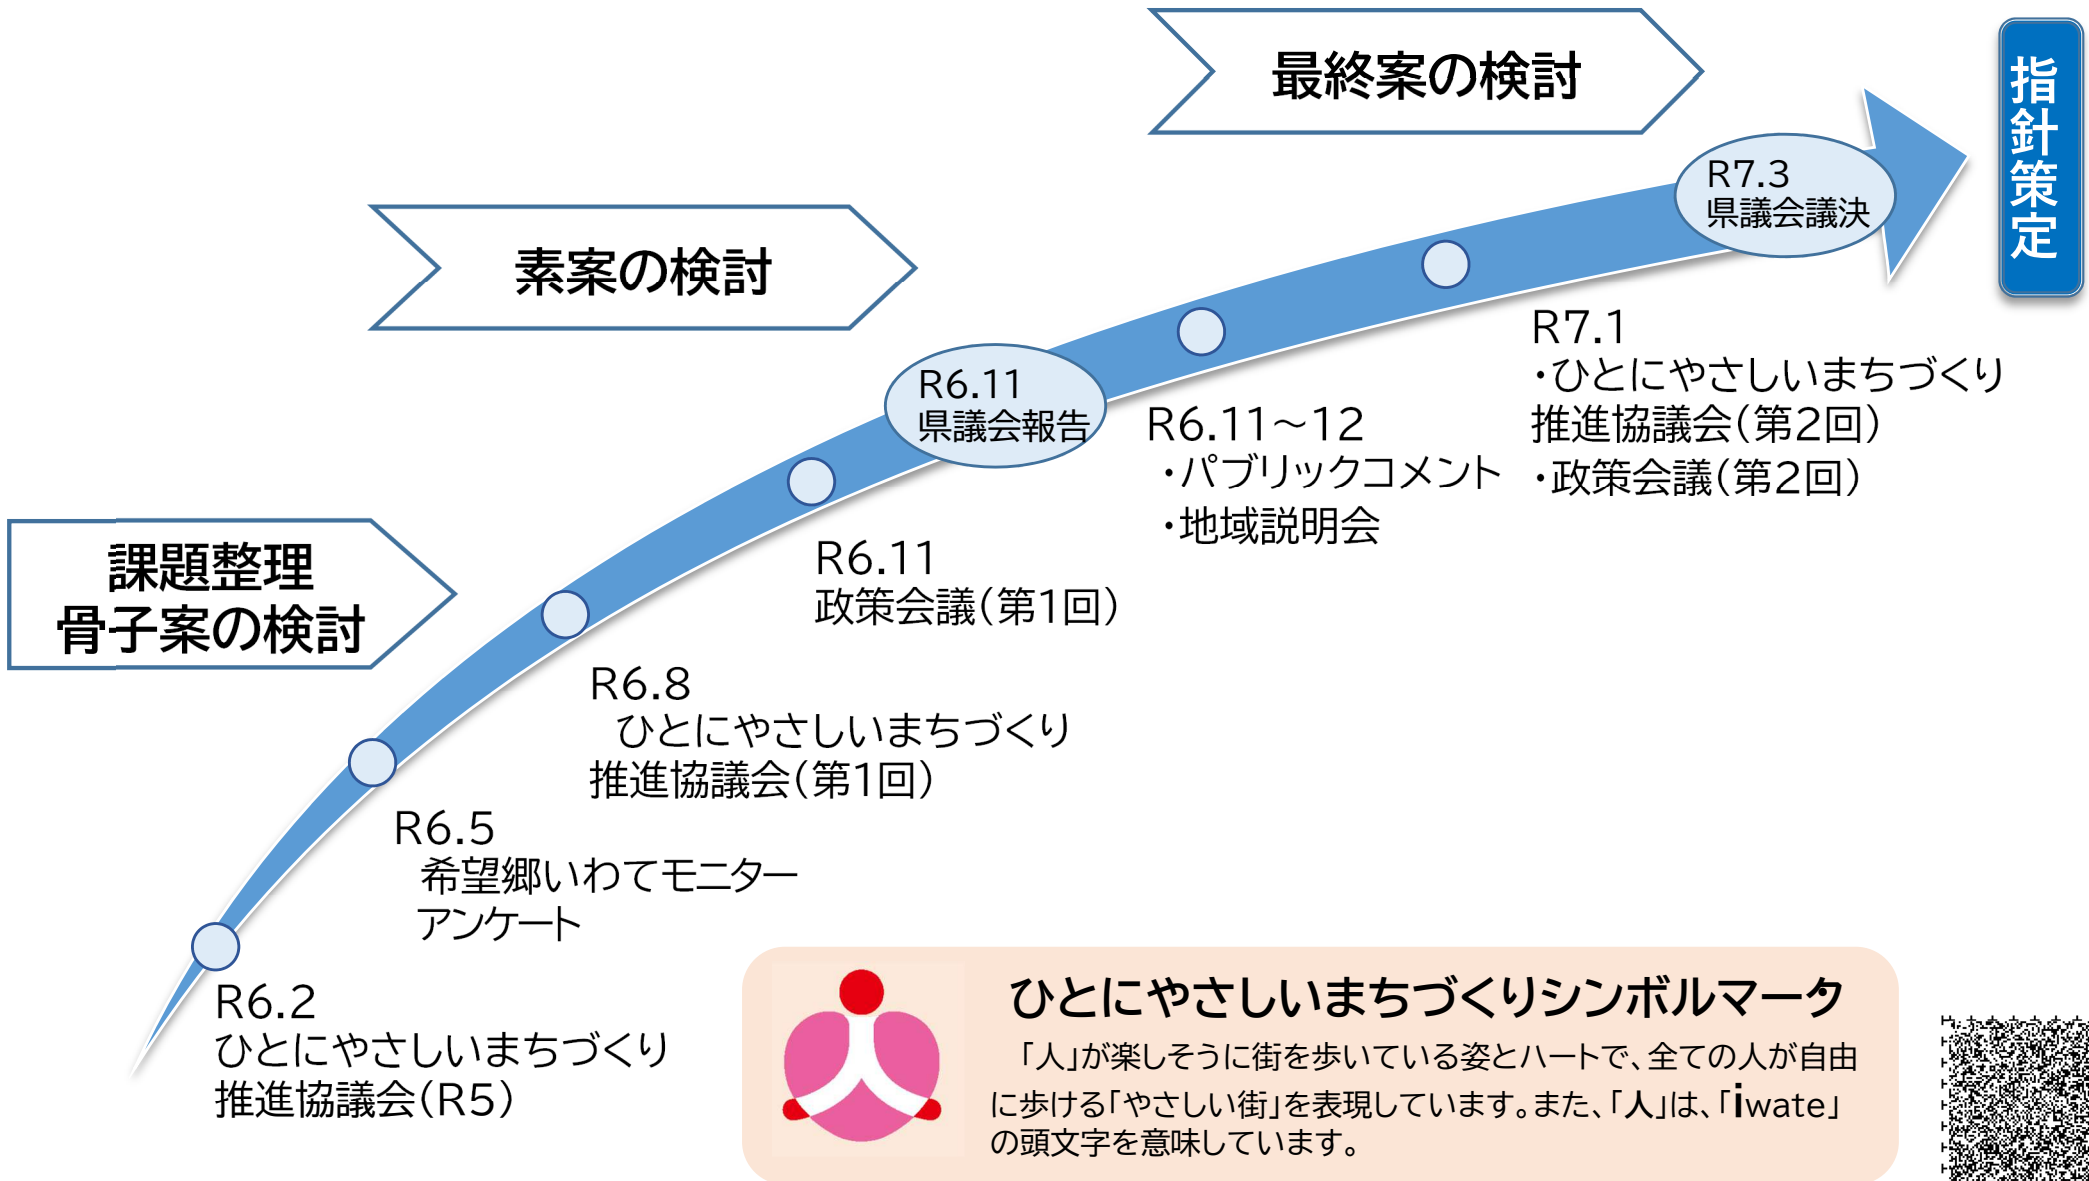 課題整理
骨子案の検討
素案の検討
最終案の検討
指針策定
R6.2
ひとにやさしいまちづくり
推進協議会(R5)
R6.5
希望郷いわてモニター
アンケート
R6.8
ひとにやさしいまちづくり
推進協議会(第1回)
R6.11
政策会議(第1回)
R6.11
県議会報告
R6.11～12
・パブリックコメント
・地域説明会
R7.1
・ひとにやさしいまちづくり
推進協議会(第2回)
・政策会議(第2回)
R7.3
県議会議決
ひとにやさしいまちづくりシンボルマーク
「人」が楽しそうに街を歩いている姿とハートで、全ての人が自由
に歩ける「やさしい街」を表現しています。また、「人」は、「iwate」
の頭文字を意味しています。